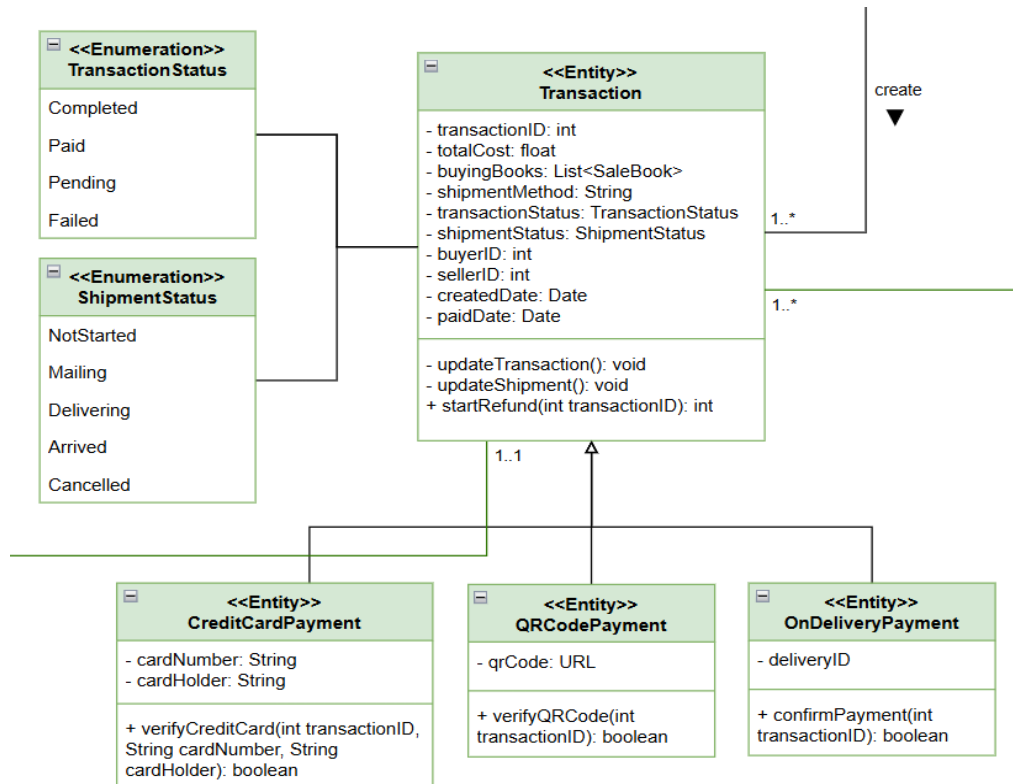 <<Enumeration>>
TransactionStatus
Completed
Paid
Pending
Failed
<<Enumeration>>
ShipmentStatus
NotStarted
Mailing
Delivering
Arrived
Cancelled
<<Entity>>
Transaction
- transactionID: int
- totalCost: float
- buyingBooks: List<SaleBook>
- shipmentMethod: String
- transactionStatus: TransactionStatus
- shipmentStatus: ShipmentStatus
- buyerID: int
- sellerID: int
- createdDate: Date
- paidDate: Date
- updateTransaction(): void
- updateShipment(): void
+ startRefund(int transactionID): int
create
1..*
1..*
1..1
<<Entity>>
CreditCardPayment
- cardNumber: String
- cardHolder: String
+ verifyCreditCard(int transactionID,
String cardNumber, String
cardHolder): boolean
<<Entity>>
QRCodePayment
- qrCode: URL
+ verifyQRCode(int
transactionID): boolean
<<Entity>>
OnDeliveryPayment
- deliveryID
+ confirmPayment(int
transactionID): boolean